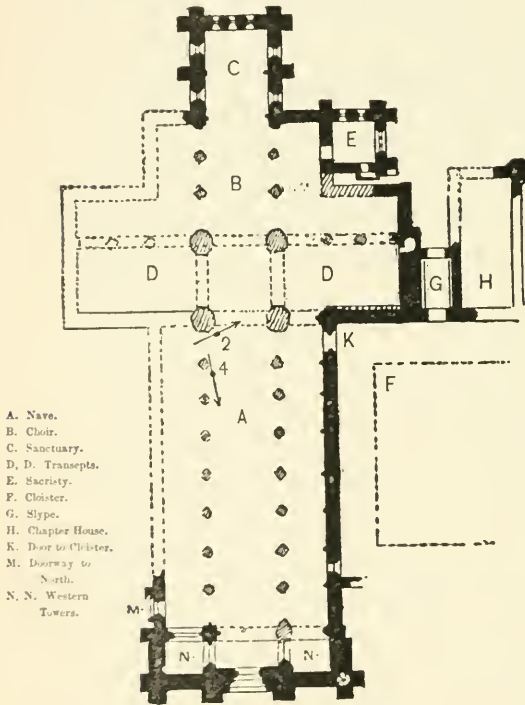 C
E
B
D
D
G
H
2
K
4
F
A
A. Nave.
B. Choir.
C. Sanctuary.
D, D. Transepts.
E. Sacristy.
F. Cloister.
G. Slype.
H. Chapter House.
K. Door to Cloister.
M. Doorway to
North.
N, N. Western
Towers.
M.
N.
N.